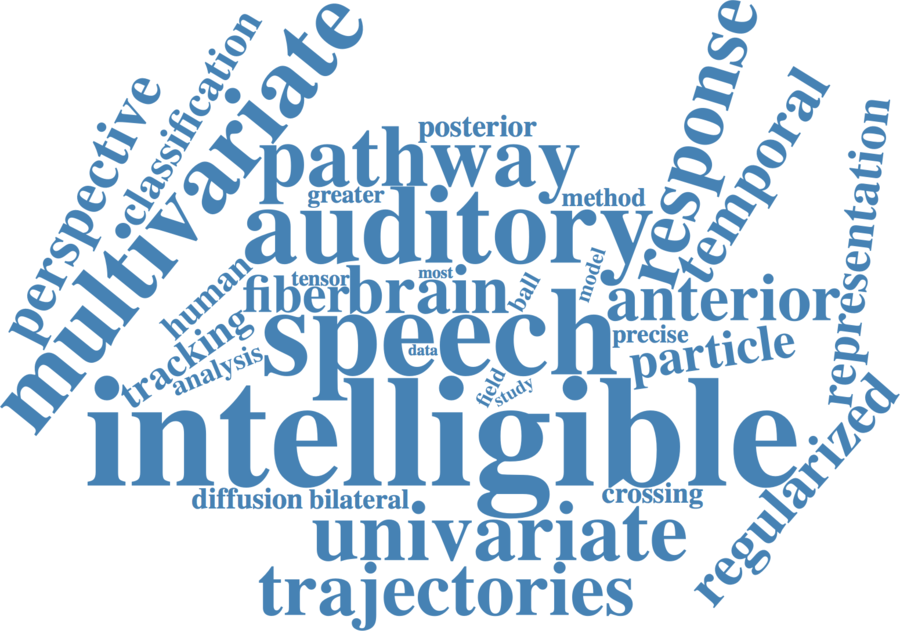 multivariate
classification
perspective
response
temporal
representation
posterior
pathway
greater
method
auditory
human
tensor
most
fiber
brain
ball
model
anterior
tracking
analysis
speech
data
precise
particle
field
study
intelligible
regularized
diffusion
bilateral
crossing
univariate
trajectories